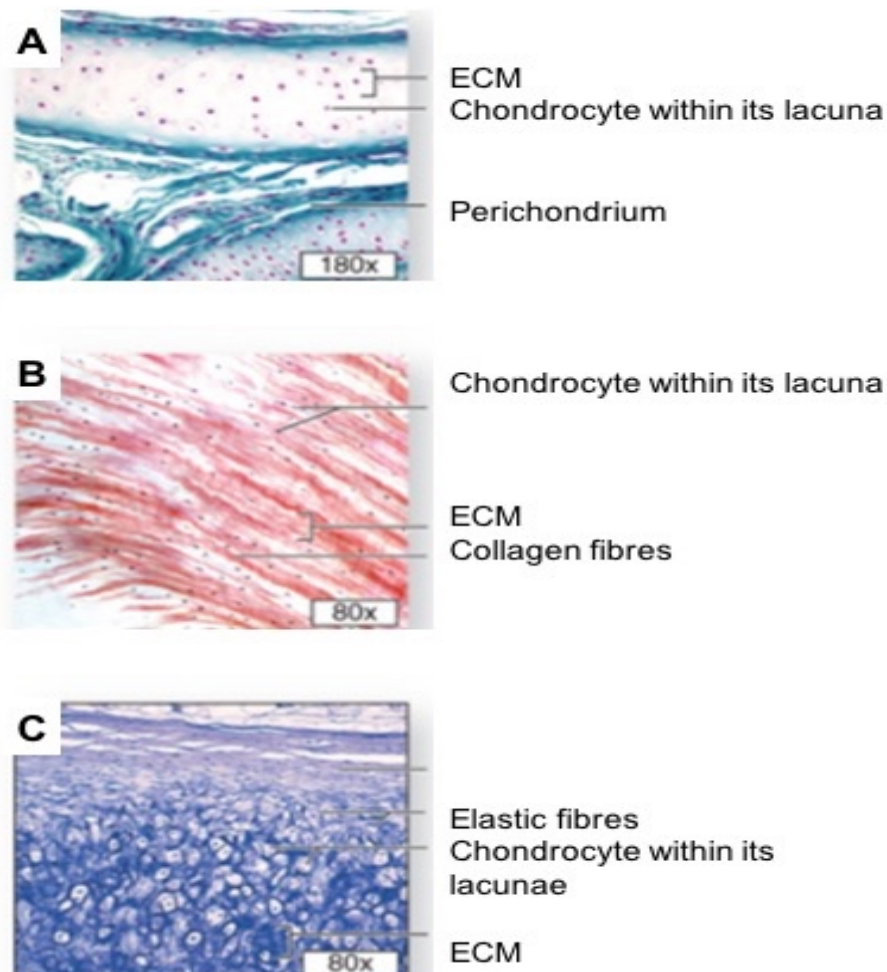 A
ECM
Chondrocyte within its lacuna
Perichondrium
180x
B
Chondrocyte within its lacuna
ECM
Collagen fibres
80x
C
Elastic fibres
Chondrocyte within its
lacunae
ECM
80x